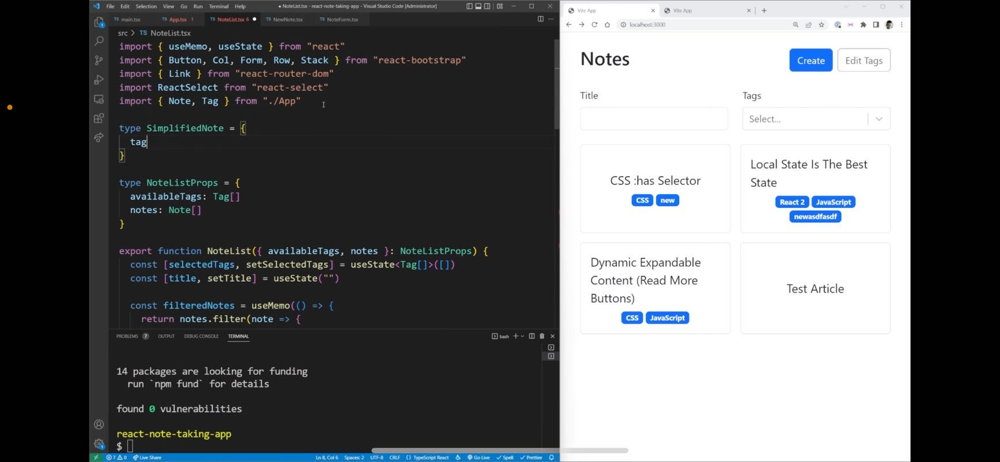 File Edit Selection View Go Run Terminal Help
● NoteList.tsx - react-note-taking-app - Visual Studio Code [Administrator]
TS main.tsx
TS App.tsx 1
TS NoteList.tsx 6 ●
TS NewNote.tsx
TS NoteForm.tsx
src > TS NoteList.tsx
import { useMemo, useState } from "react"
import { Button, Col, Form, Row, Stack } from "react-bootstrap"
import { Link } from "react-router-dom"
import ReactSelect from "react-select"
import { Note, Tag } from "./App"
type SimplifiedNote = {
tag
}
type NoteListProps = {
availableTags: Tag[]
notes: Note[]
}
export function NoteList({ availableTags, notes }: NoteListProps) {
const [selectedTags, setSelectedTags] = useState<Tag[]>([])
const [title, setTitle] = useState("")
const filteredNotes = useMemo(() => {
return notes.filter(note => {
PROBLEMS 7 OUTPUT DEBUG CONSOLE TERMINAL
bash
14 packages are looking for funding
run `npm fund` for details
found 0 vulnerabilities
react-note-taking-app
$
7 0 Live Share
Ln 8, Col 6 Spaces: 2 UTF-8 CRLF {} TypeScript React Go Live Spell Prettier
Vite App
Vite App
localhost:3000
Notes
Create
Edit Tags
Title
Tags
Select...
CSS :has Selector
CSS new
Local State Is The Best
State
React 2 JavaScript
newasdfasdf
Dynamic Expandable
Content (Read More
Buttons)
CSS JavaScript
Test Article